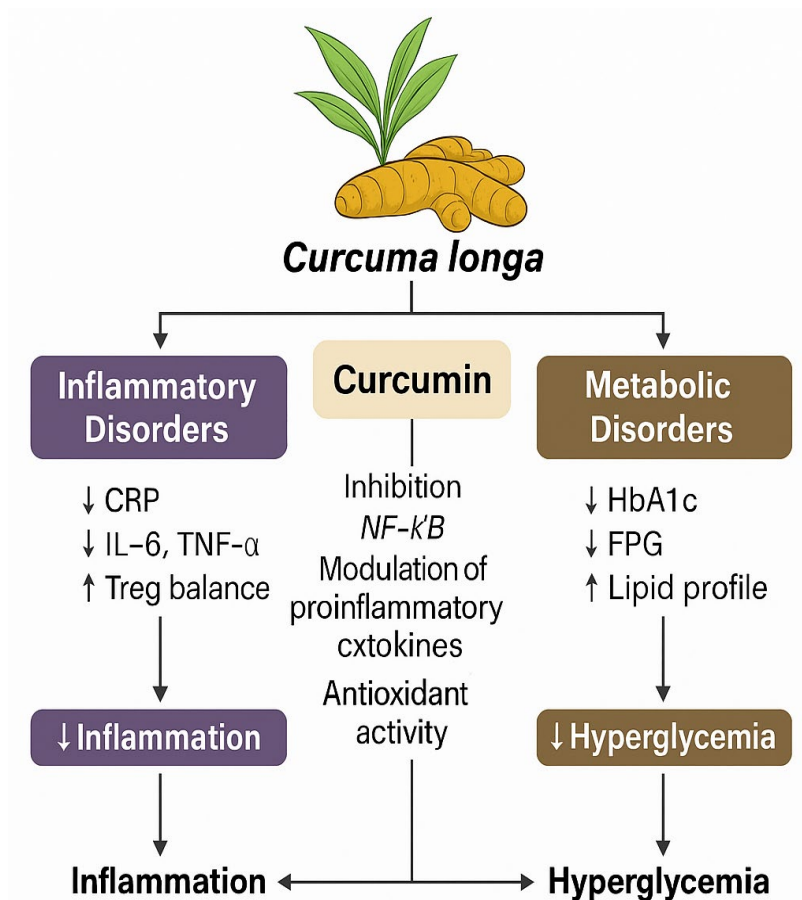 Curcuma longa
Inflammatory
Disorders
↓ CRP
↓ IL-6, TNF-α
↑ Treg balance
↓ Inflammation
Inflammation
Curcumin
Inhibition
NF-ƙB
Modulation of
proinflammatory
cxtokines
Antioxidant
activity
Metabolic
Disorders
↓ HbA1c
↓ FPG
↑ Lipid profile
↓ Hyperglycemia
Hyperglycemia